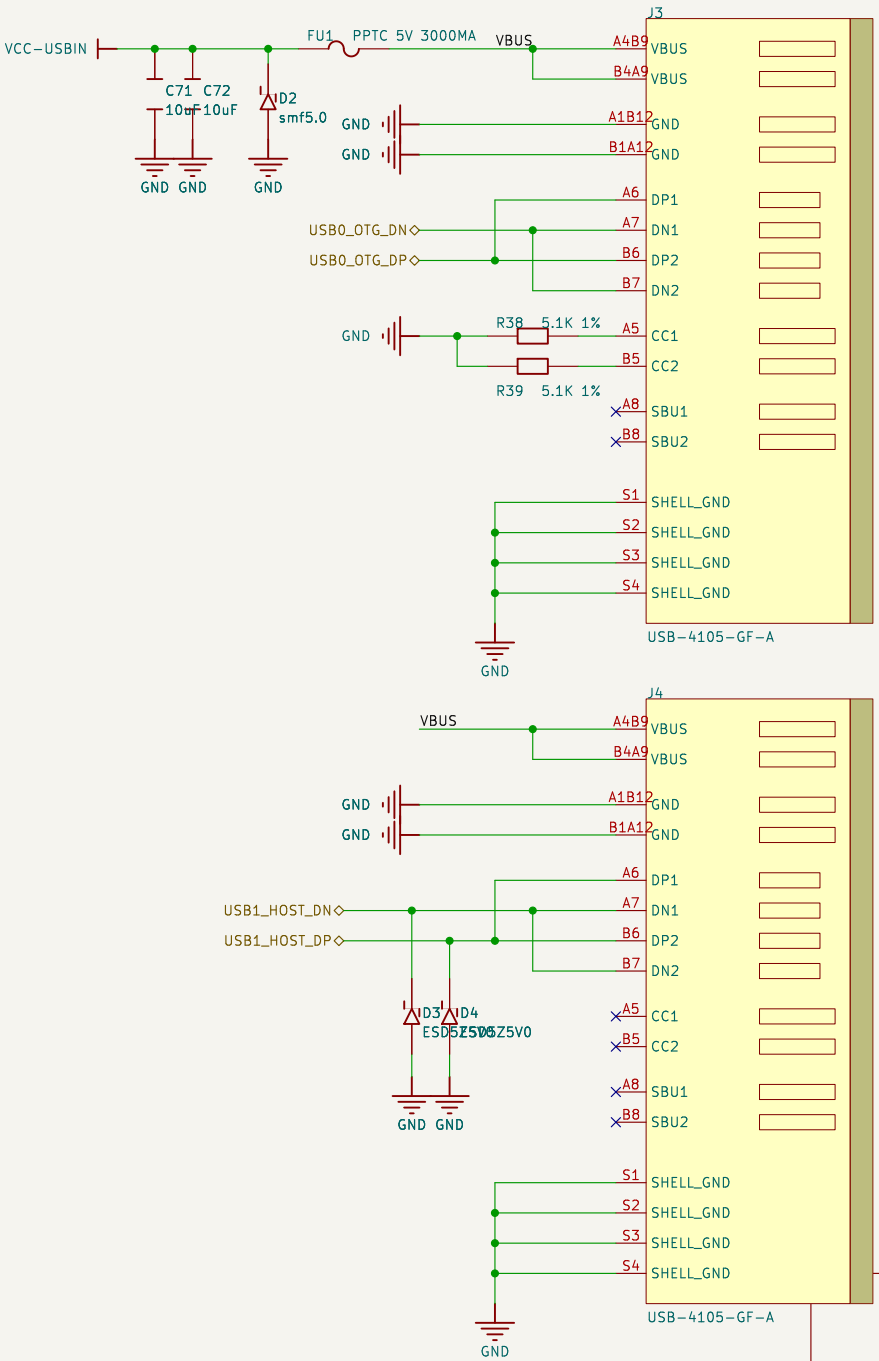 J3
FU1 PPTC 5V 3000MA
VCC-USBIN
VBUS
A4B9 VBUS
B4A9 VBUS
C71 C72
10uF 10uF
D2
smf5.0
GND GND GND
GND A1B12 GND
GND B1A12 GND
A6 DP1
USB0_OTG_DN A7 DN1
USB0_OTG_DP B6 DP2
B7 DN2
R38 5.1K 1%
GND A5 CC1
B5 CC2
R39 5.1K 1%
A8 SBU1
B8 SBU2
S1 SHELL_GND
S2 SHELL_GND
S3 SHELL_GND
S4 SHELL_GND
USB-4105-GF-A
GND
J4
VBUS A4B9 VBUS
B4A9 VBUS
GND A1B12 GND
GND B1A12 GND
A6 DP1
USB1_HOST_DN A7 DN1
USB1_HOST_DP B6 DP2
B7 DN2
D3 D4
ESD5Z5V0 ESD5Z5V0
A5 CC1
B5 CC2
A8 SBU1
B8 SBU2
GND GND
S1 SHELL_GND
S2 SHELL_GND
S3 SHELL_GND
S4 SHELL_GND
USB-4105-GF-A
GND